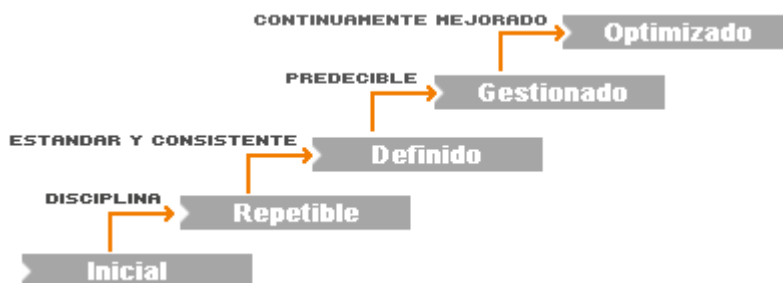 CONTINUAMENTE MEJORADO
Optimizado
PREDECIBLE
Gestionado
ESTANDAR Y CONSISTENTE
Definido
DISCIPLINA
Repetible
Inicial